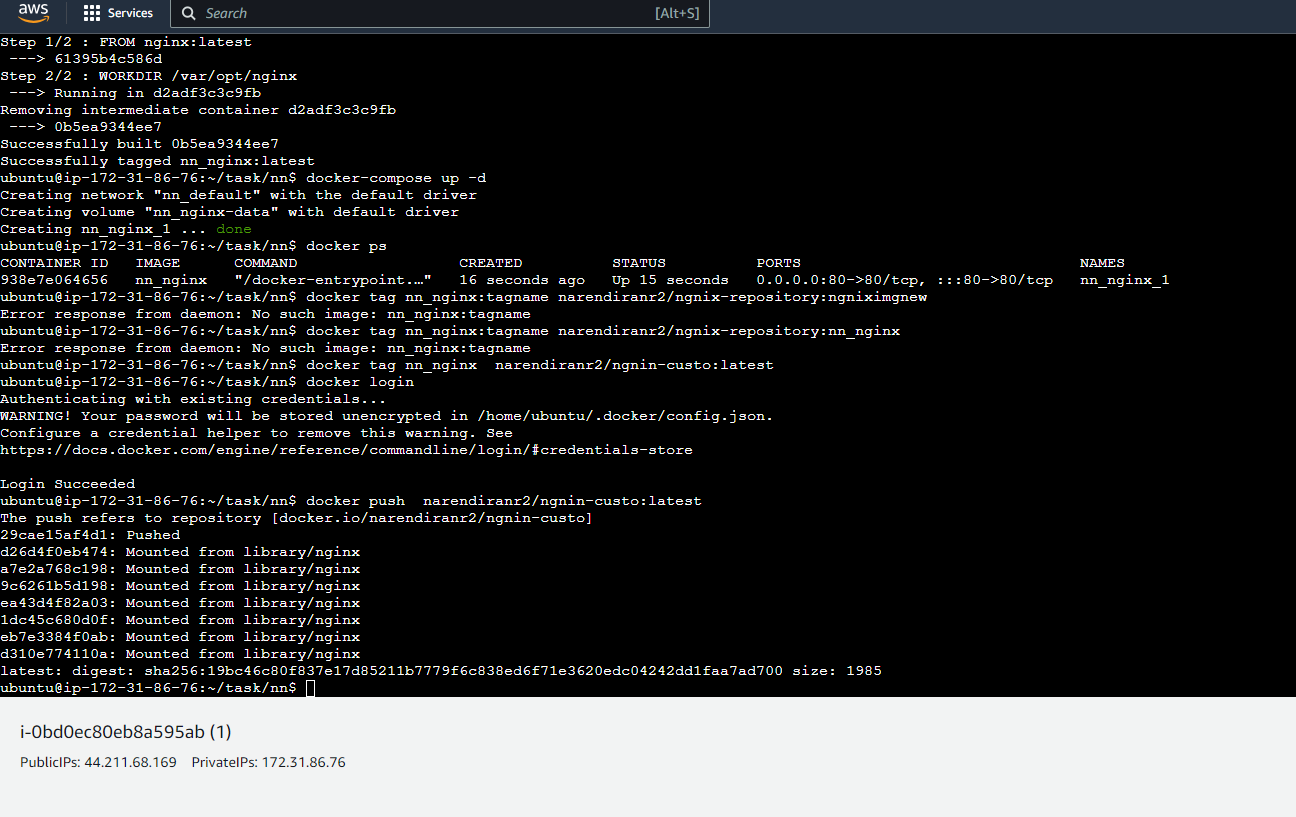 aws Services Search [Alt+S]
Step 1/2 : FROM nginx:latest
 ---> 61395b4c586d
Step 2/2 : WORKDIR /var/opt/nginx
 ---> Running in d2adf3c3c9fb
Removing intermediate container d2adf3c3c9fb
 ---> 0b5ea9344ee7
Successfully built 0b5ea9344ee7
Successfully tagged nn_nginx:latest
ubuntu@ip-172-31-86-76:~/task/nn$ docker-compose up -d
Creating network "nn_default" with the default driver
Creating volume "nn_nginx-data" with default driver
Creating nn_nginx_1 ... done
ubuntu@ip-172-31-86-76:~/task/nn$ docker ps
CONTAINER ID   IMAGE      COMMAND                  CREATED          STATUS          PORTS                               NAMES
938e7e064656   nn_nginx   "/docker-entrypoint.…"   16 seconds ago   Up 15 seconds   0.0.0.0:80->80/tcp, :::80->80/tcp   nn_nginx_1
ubuntu@ip-172-31-86-76:~/task/nn$ docker tag nn_nginx:tagname narendiranr2/ngnix-repository:ngniximgnew
Error response from daemon: No such image: nn_nginx:tagname
ubuntu@ip-172-31-86-76:~/task/nn$ docker tag nn_nginx:tagname narendiranr2/ngnix-repository:nn_nginx
Error response from daemon: No such image: nn_nginx:tagname
ubuntu@ip-172-31-86-76:~/task/nn$ docker tag nn_nginx  narendiranr2/ngnin-custo:latest
ubuntu@ip-172-31-86-76:~/task/nn$ docker login
Authenticating with existing credentials...
WARNING! Your password will be stored unencrypted in /home/ubuntu/.docker/config.json.
Configure a credential helper to remove this warning. See
https://docs.docker.com/engine/reference/commandline/login/#credentials-store
Login Succeeded
ubuntu@ip-172-31-86-76:~/task/nn$ docker push  narendiranr2/ngnin-custo:latest
The push refers to repository [docker.io/narendiranr2/ngnin-custo]
29cae15af4d1: Pushed
d26d4f0eb474: Mounted from library/nginx
a7e2a768c198: Mounted from library/nginx
9c6261b5d198: Mounted from library/nginx
ea43d4f82a03: Mounted from library/nginx
1dc45c680d0f: Mounted from library/nginx
eb7e3384f0ab: Mounted from library/nginx
d310e774110a: Mounted from library/nginx
latest: digest: sha256:19bc46c80f837e17d85211b7779f6c838ed6f71e3620edc04242dd1faa7ad700 size: 1985
ubuntu@ip-172-31-86-76:~/task/nn$
i-0bd0ec80eb8a595ab (1)
PublicIPs: 44.211.68.169 PrivateIPs: 172.31.86.76